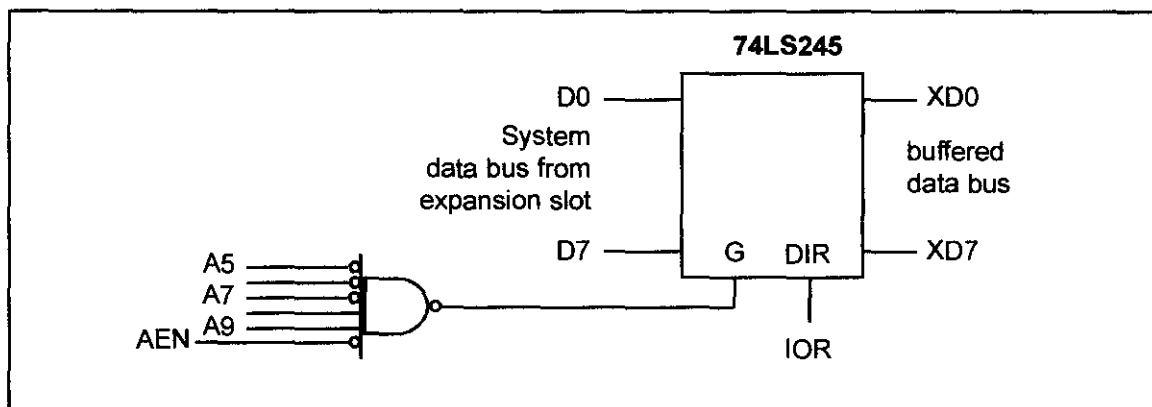 74LS245
D0
XD0
System
data bus from
expansion slot
buffered
data bus
D7
G
DIR
XD7
A5
A7
A9
AEN
IOR